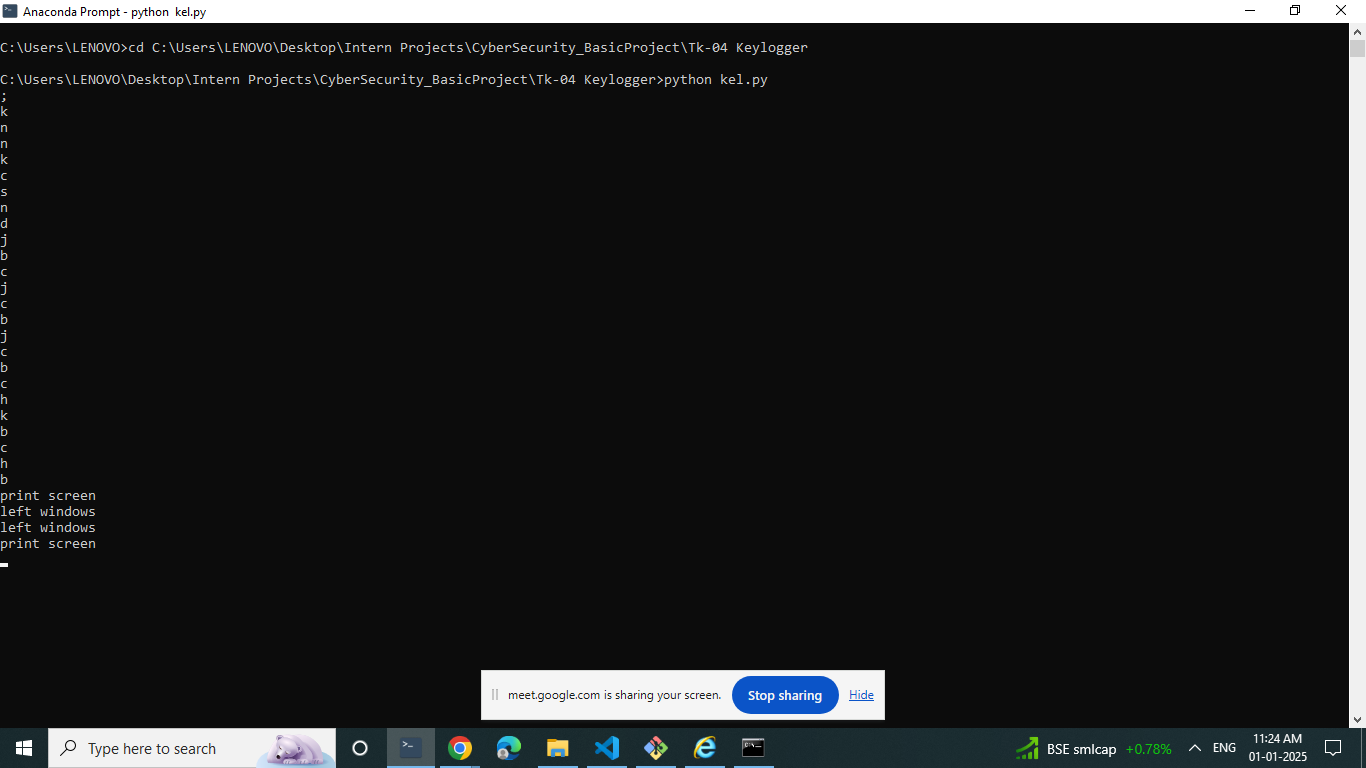 Anaconda Prompt - python  kel.py
C:\Users\LENOVO>cd C:\Users\LENOVO\Desktop\Intern Projects\CyberSecurity_BasicProject\Tk-04 Keylogger
C:\Users\LENOVO\Desktop\Intern Projects\CyberSecurity_BasicProject\Tk-04 Keylogger>python kel.py
;
k
n
n
k
c
s
n
d
j
b
c
j
c
b
j
c
b
c
h
k
b
c
h
b
print screen
left windows
left windows
print screen
meet.google.com is sharing your screen.
Stop sharing
Hide
Type here to search
BSE smlcap +0.78%
ENG
11:24 AM
01-01-2025